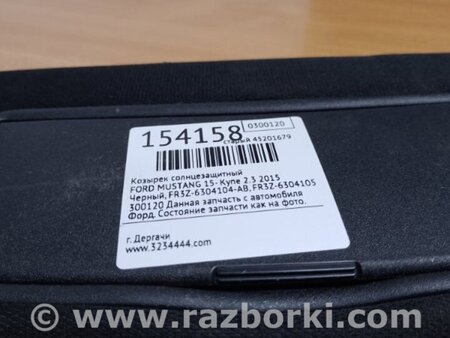 154158
0300120
старый 45201679
Козырек солнцезащитный
FORD MUSTANG 15- Купе 2.3 2015
Черный, FR3Z-6304104-AB, FR3Z-6304105
300120 Данная запчасть с автомобиля
Форд. Состояние запчасти как на фото.
г. Дергачи
www.3234444.com
© www.razborki.com/